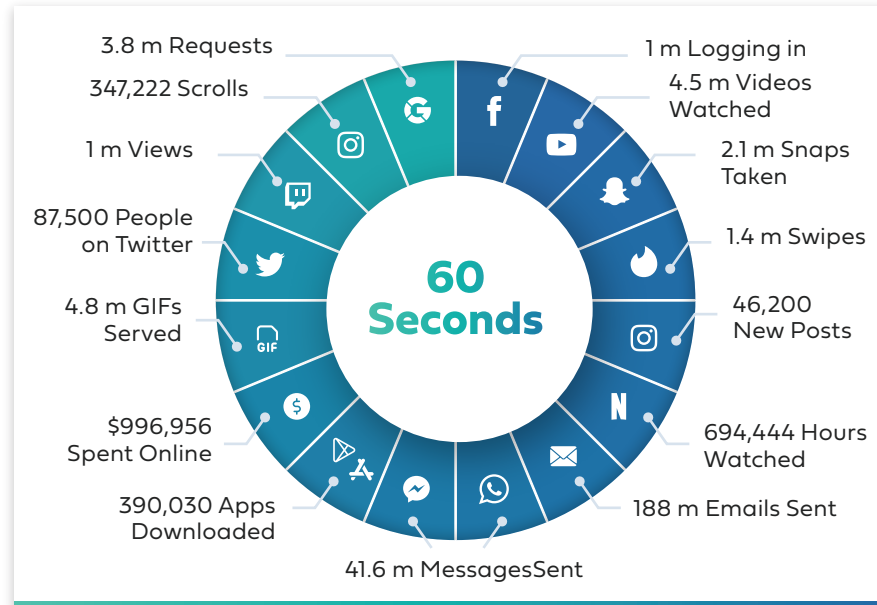 3.8 m Requests
1 m Logging in
347,222 Scrolls
4.5 m Videos
Watched
1 m Views
2.1 m Snaps
Taken
87,500 People
on Twitter
1.4 m Swipes
60
Seconds
4.8 m GIFs
Served
46,200
New Posts
GIF
$996,956
Spent Online
694,444 Hours
Watched
390,030 Apps
Downloaded
188 m Emails Sent
41.6 m MessagesSent